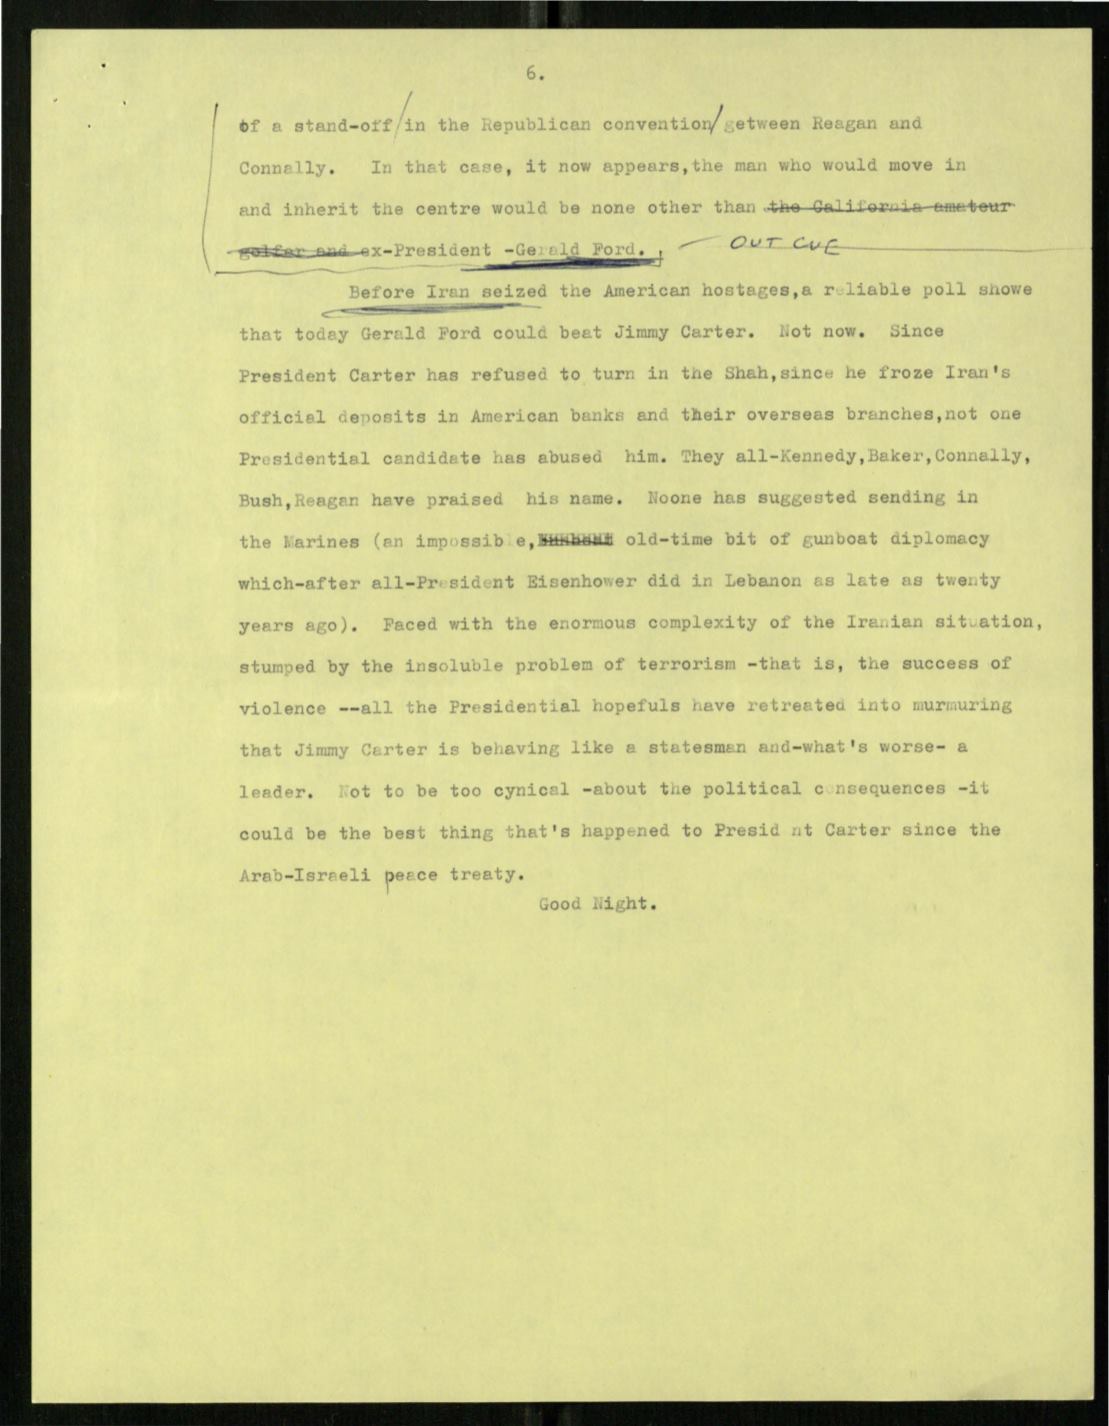 6.
of a stand-off/in the Republican convention/getween Reagan and
Connally. In that case, it now appears,the man who would move in
and inherit the centre would be none other than the California amateur
golfer and ex-President -Gerald Ford. OUT CUE
Before Iran seized the American hostages,a reliable poll showe
that today Gerald Ford could beat Jimmy Carter. Not now. Since
President Carter has refused to turn in the Shah,since he froze Iran's
official deposits in American banks and their overseas branches,not one
Presidential candidate has abused him. They all-Kennedy,Baker,Connally,
Bush,Reagan have praised his name. Noone has suggested sending in
the Marines (an impossible, old-time bit of gunboat diplomacy
which-after all-President Eisenhower did in Lebanon as late as twenty
years ago). Faced with the enormous complexity of the Iranian situation,
stumped by the insoluble problem of terrorism -that is, the success of
violence --all the Presidential hopefuls have retreated into murmuring
that Jimmy Carter is behaving like a statesman and-what's worse- a
leader. Not to be too cynical -about the political consequences -it
could be the best thing that's happened to President Carter since the
Arab-Israeli peace treaty.
Good Night.